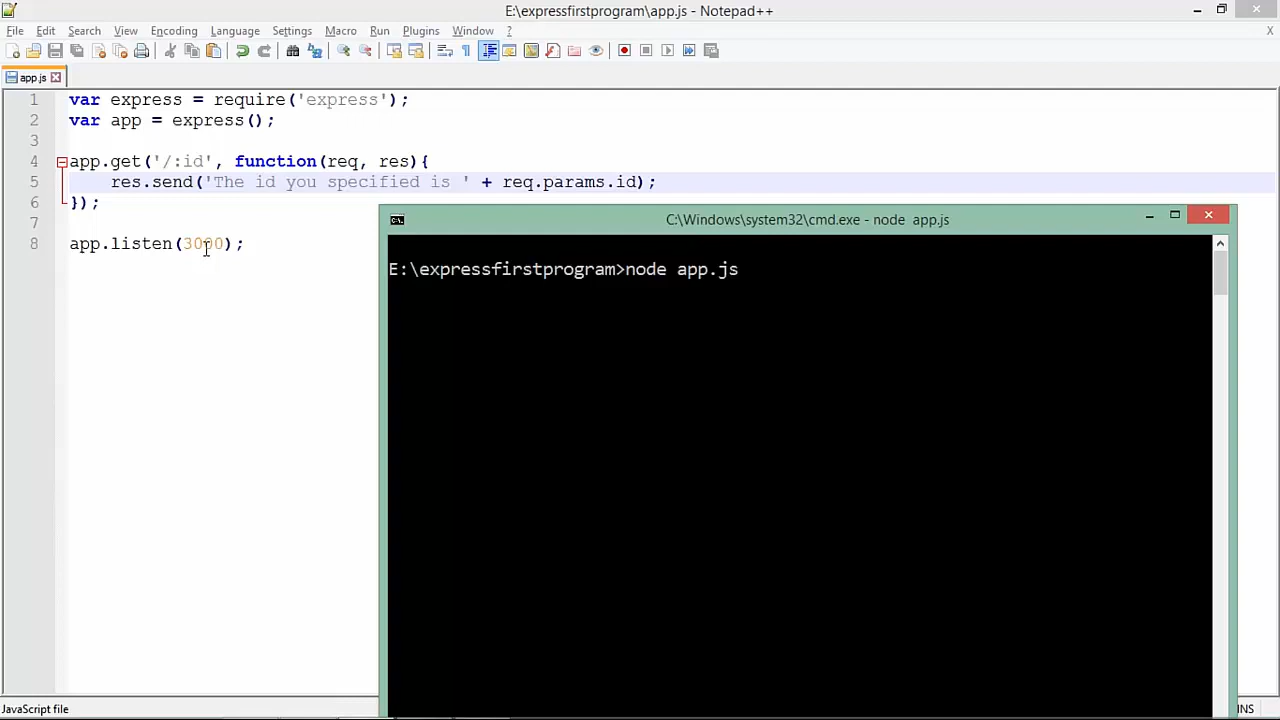 E:\expressfirstprogram\app.js - Notepad++
File Edit Search View Encoding Language Settings Macro Run Plugins Window ? X
app.js
1 var express = require('express');
2 var app = express();
3
4 app.get('/:id', function(req, res){
5 res.send('The id you specified is ' + req.params.id);
6 });
7
8 app.listen(3000);
C:\Windows\system32\cmd.exe - node app.js
E:\expressfirstprogram>node app.js
JavaScript file
INS